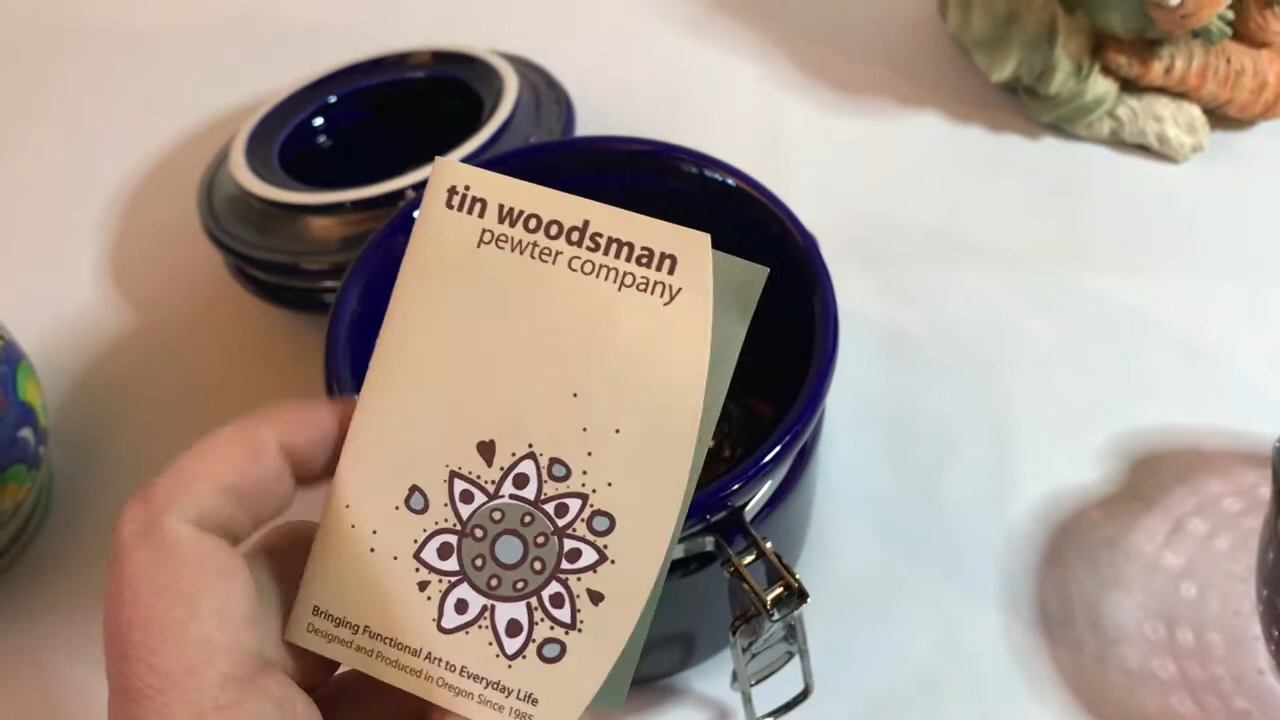 tin woodsman
pewter company
Bringing Functional Art to Everyday Life
Designed and Produced in Oregon Since 1985